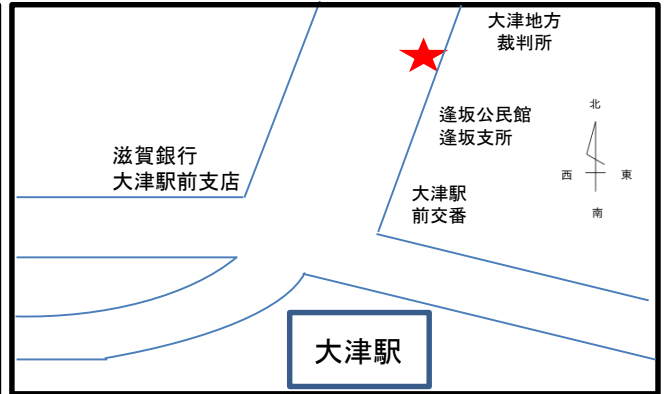 大津地方
裁判所
逢坂公民館
逢坂支所
滋賀銀行
大津駅前支店
大津駅
前交番
北
西
東
南
大津駅